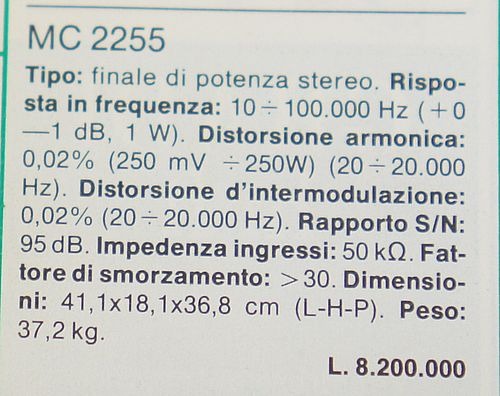 MC 2255
Tipo: finale di potenza stereo. Rispo-
sta in frequenza: 10÷100.000 Hz (+0
—1 dB, 1 W). Distorsione armonica:
0,02% (250 mV ÷250W) (20÷20.000
Hz). Distorsione d'intermodulazione:
0,02% (20÷20.000 Hz). Rapporto S/N:
95 dB. Impedenza ingressi: 50 kΩ. Fat-
tore di smorzamento: >30. Dimensio-
ni: 41,1x18,1x36,8 cm (L-H-P). Peso:
37,2 kg.
L. 8.200.000